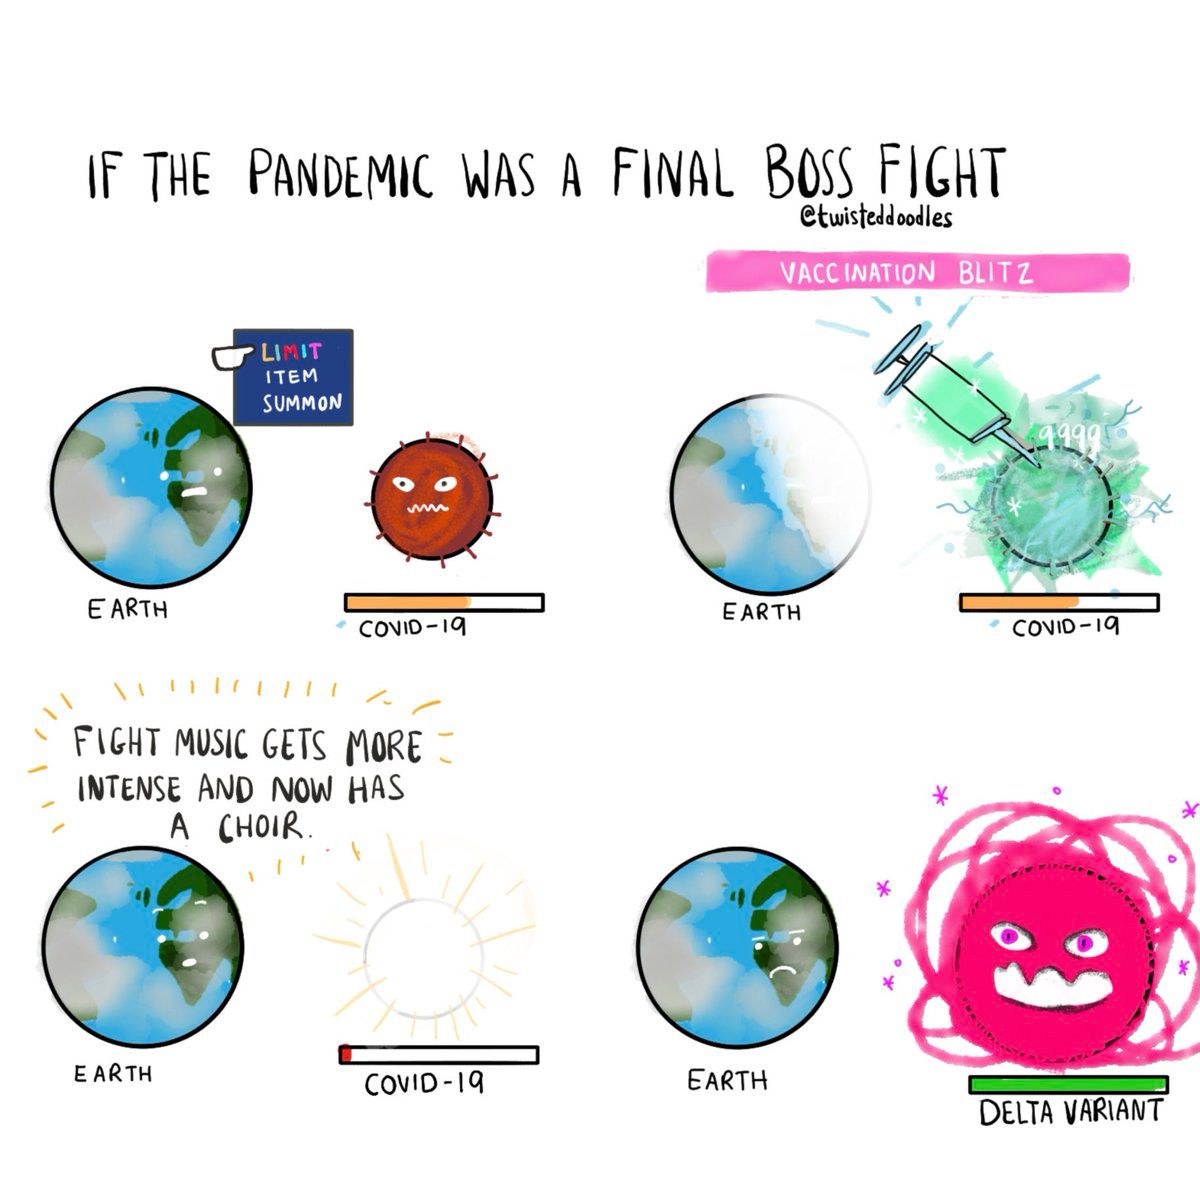 IF THE PANDEMIC WAS A FINAL BOSS FIGHT
@twisteddoodles
LIMIT
ITEM
SUMMON
EARTH
COVID-19
VACCINATION BLITZ
9999
EARTH
COVID-19
FIGHT MUSIC GETS MORE
INTENSE AND NOW HAS
A CHOIR.
EARTH
COVID-19
EARTH
DELTA VARIANT